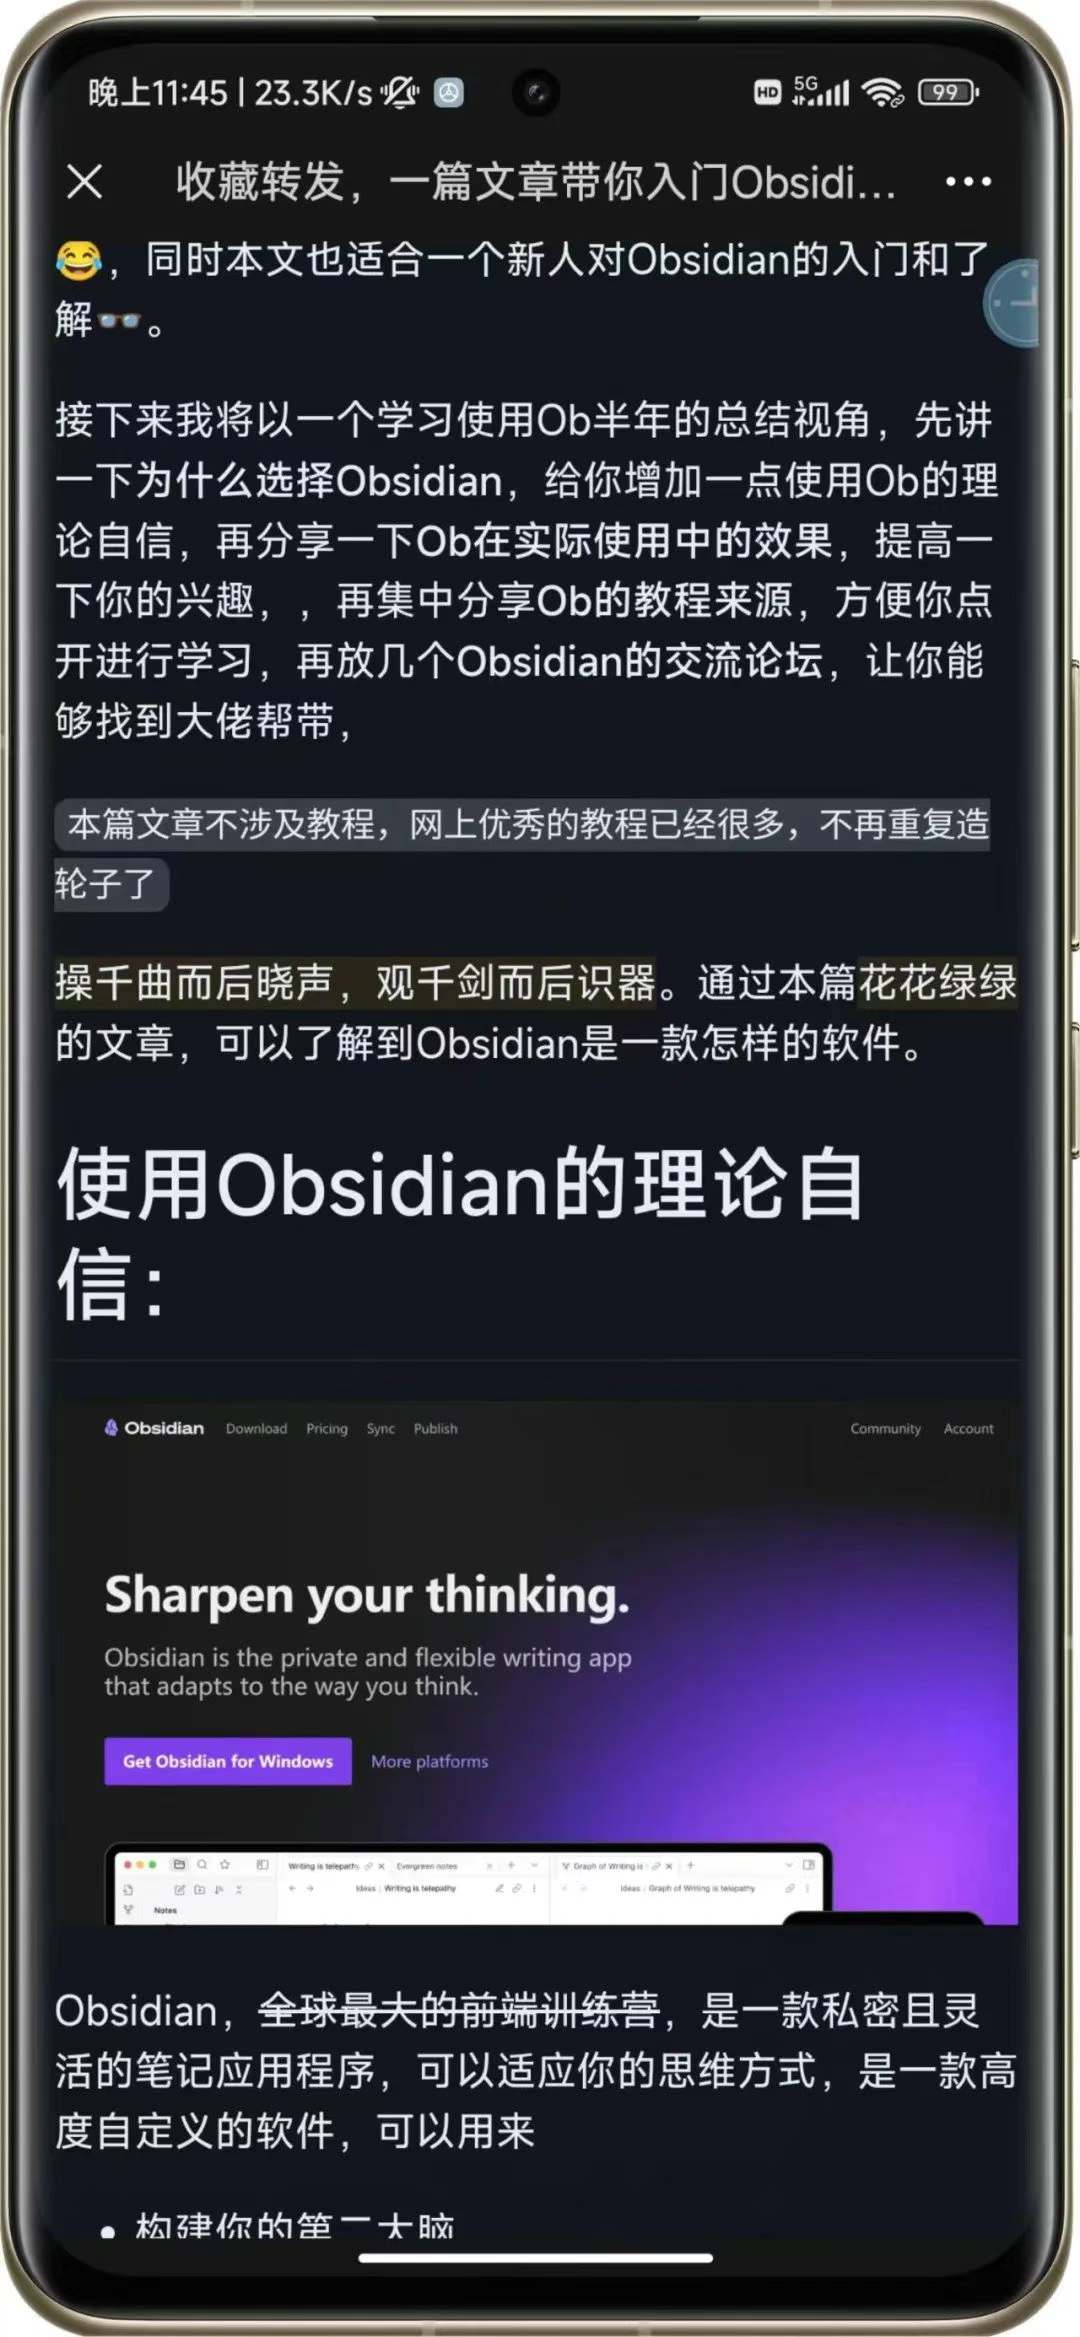 晚上11:45 | 23.3K/s
HD 5G 99
收藏转发，一篇文章带你入门Obsidi...
😂，同时本文也适合一个新人对Obsidian的入门和了
解👓。
接下来我将以一个学习使用Ob半年的总结视角，先讲
一下为什么选择Obsidian，给你增加一点使用Ob的理
论自信，再分享一下Ob在实际使用中的效果，提高一
下你的兴趣，，再集中分享Ob的教程来源，方便你点
开进行学习，再放几个Obsidian的交流论坛，让你能
够找到大佬帮带，
本篇文章不涉及教程，网上优秀的教程已经很多，不再重复造
轮子了
操千曲而后晓声，观千剑而后识器。通过本篇花花绿绿
的文章，可以了解到Obsidian是一款怎样的软件。
使用Obsidian的理论自
信：
Obsidian Download Pricing Sync Publish Community Account
Sharpen your thinking.
Obsidian is the private and flexible writing app
that adapts to the way you think.
Get Obsidian for Windows More platforms
Writing is telepathy Evergreen notes Graph of Writing is
Ideas / Writing is telepathy Ideas / Graph of Writing is telepathy
Notes
Obsidian，全球最大的前端训练营，是一款私密且灵
活的笔记应用程序，可以适应你的思维方式，是一款高
度自定义的软件，可以用来
• 构建你的第二大脑